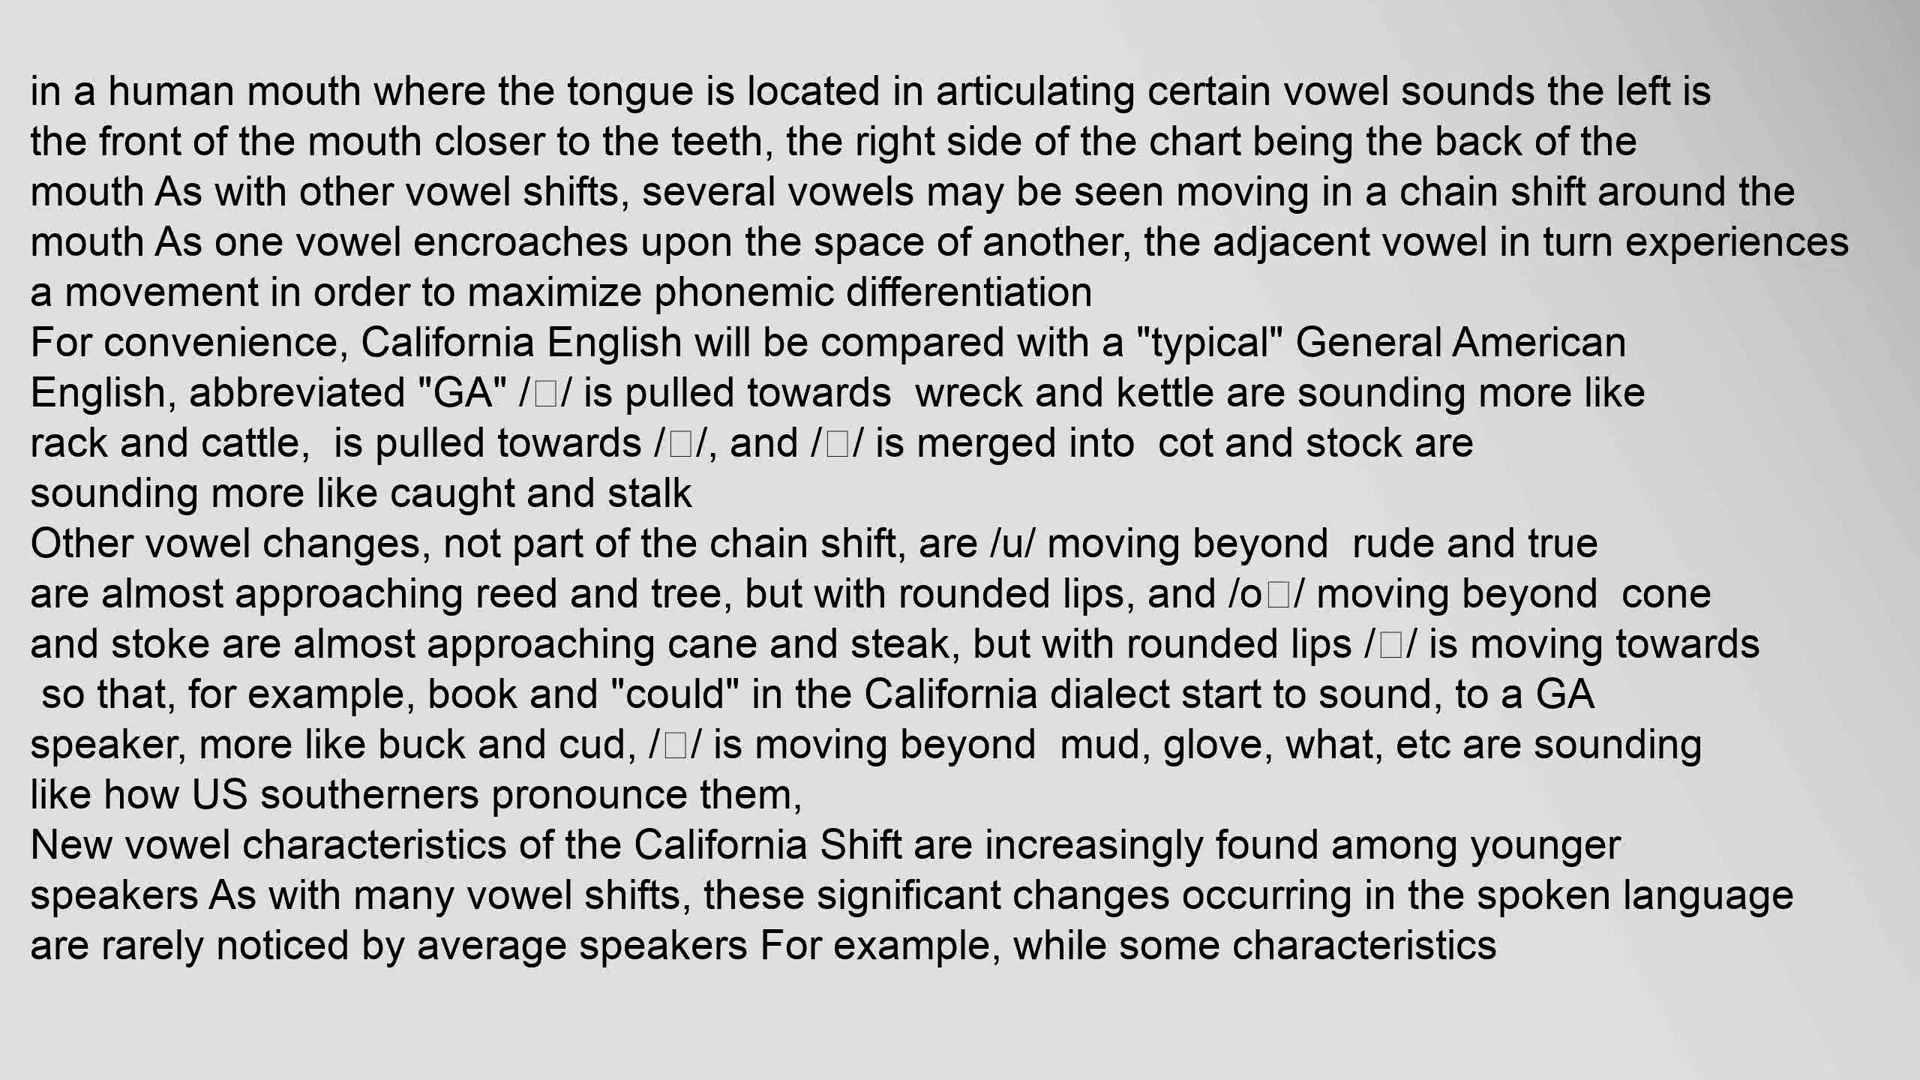 in a human mouth where the tongue is located in articulating certain vowel sounds the left is
the front of the mouth closer to the teeth, the right side of the chart being the back of the
mouth As with other vowel shifts, several vowels may be seen moving in a chain shift around the
mouth As one vowel encroaches upon the space of another, the adjacent vowel in turn experiences
a movement in order to maximize phonemic differentiation
For convenience, California English will be compared with a "typical" General American
English, abbreviated "GA" /□/ is pulled towards  wreck and kettle are sounding more like
rack and cattle,  is pulled towards /□/, and /□/ is merged into  cot and stock are
sounding more like caught and stalk
Other vowel changes, not part of the chain shift, are /u/ moving beyond  rude and true
are almost approaching reed and tree, but with rounded lips, and /o□/ moving beyond  cone
and stoke are almost approaching cane and steak, but with rounded lips /□/ is moving towards
 so that, for example, book and "could" in the California dialect start to sound, to a GA
speaker, more like buck and cud, /□/ is moving beyond  mud, glove, what, etc are sounding
like how US southerners pronounce them,
New vowel characteristics of the California Shift are increasingly found among younger
speakers As with many vowel shifts, these significant changes occurring in the spoken language
are rarely noticed by average speakers For example, while some characteristics